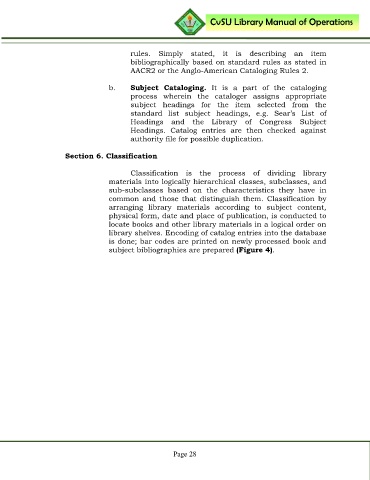 CvSU Library Manual of Operations
rules. Simply stated, it is describing an item
bibliographically based on standard rules as stated in
AACR2 or the Anglo-American Cataloging Rules 2.
b. Subject Cataloging. It is a part of the cataloging
process wherein the cataloger assigns appropriate
subject headings for the item selected from the
standard list subject headings, e.g. Sear's List of
Headings and the Library of Congress Subject
Headings. Catalog entries are then checked against
authority file for possible duplication.
Section 6. Classification
Classification is the process of dividing library
materials into logically hierarchical classes, subclasses, and
sub-subclasses based on the characteristics they have in
common and those that distinguish them. Classification by
arranging library materials according to subject content,
physical form, date and place of publication, is conducted to
locate books and other library materials in a logical order on
library shelves. Encoding of catalog entries into the database
is done; bar codes are printed on newly processed book and
subject bibliographies are prepared (Figure 4).
Page 28